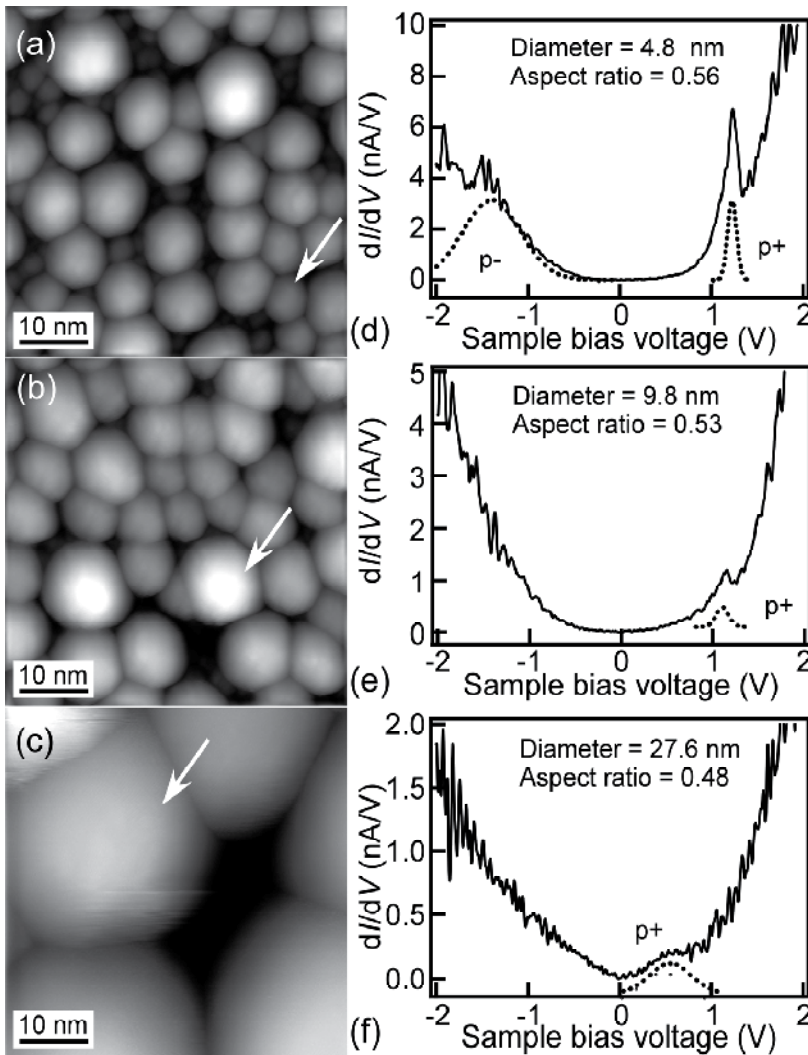 (a)
10 nm
(b)
10 nm
(c)
10 nm
10
8
6
4
2
0
dI/dV (nA/V)
Diameter = 4.8 nm
Aspect ratio = 0.56
p-
p+
-2 -1 0 1 2
(d) Sample bias voltage (V)
5
4
3
2
1
0
dI/dV (nA/V)
Diameter = 9.8 nm
Aspect ratio = 0.53
p+
-2 -1 0 1 2
(e) Sample bias voltage (V)
2.0
1.5
1.0
0.5
0.0
dI/dV (nA/V)
Diameter = 27.6 nm
Aspect ratio = 0.48
p+
-2 -1 0 1 2
(f) Sample bias voltage (V)